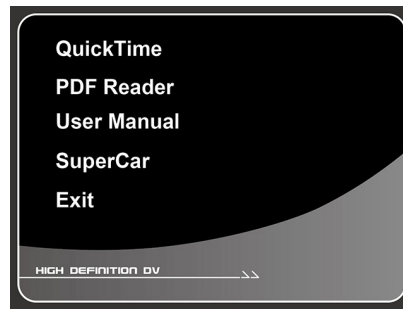 QuickTime
PDF Reader
User Manual
SuperCar
Exit
HIGH DEFINITION DV